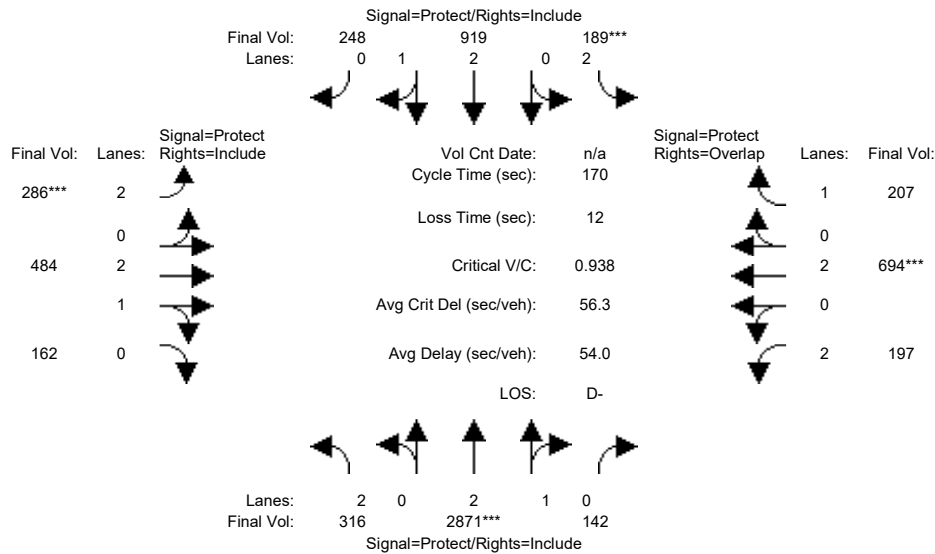 Signal=Protect/Rights=Include
Final Vol: 248 919 189***
Lanes: 0 1 2 0 2
Signal=Protect Signal=Protect
Final Vol: Lanes: Rights=Include Vol Cnt Date: n/a Rights=Overlap Lanes: Final Vol:
Cycle Time (sec): 170
286*** 2 1 207
Loss Time (sec): 12
0 0
484 2 Critical V/C: 0.938 2 694***
1 Avg Crit Del (sec/veh): 56.3 0
162 0 Avg Delay (sec/veh): 54.0 2 197
LOS: D-
Lanes: 2 0 2 1 0
Final Vol: 316 2871*** 142
Signal=Protect/Rights=Include